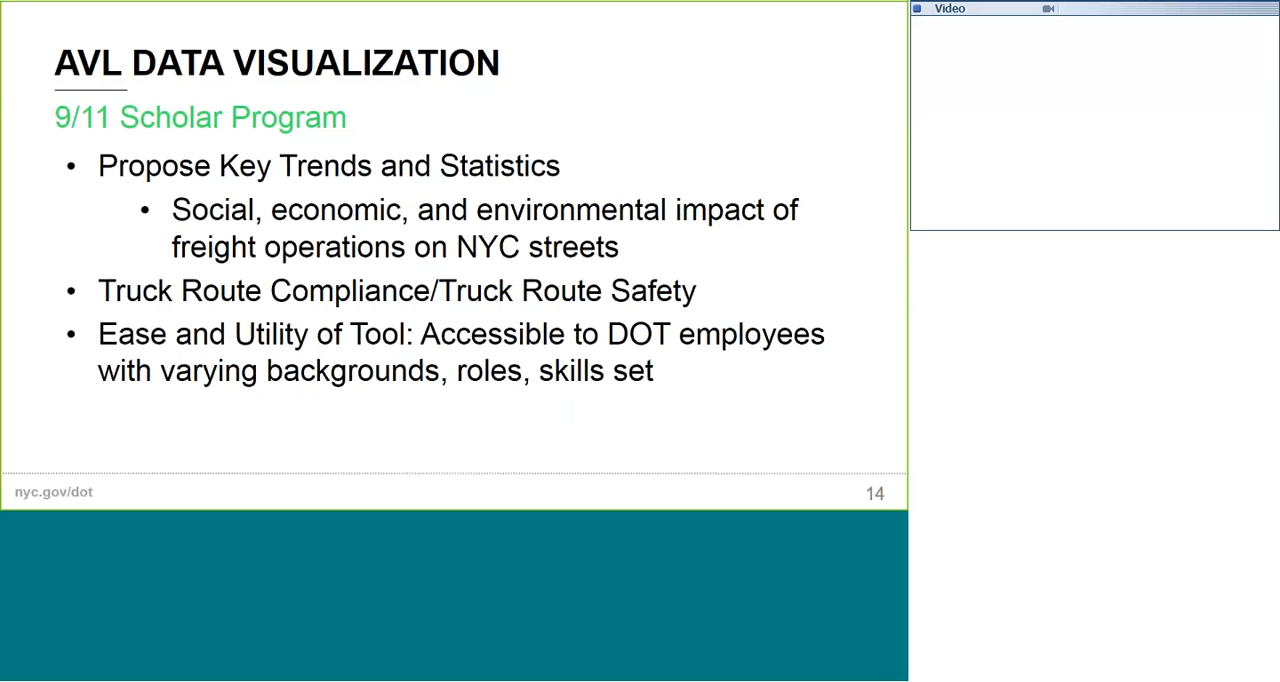 AVL DATA VISUALIZATION
9/11 Scholar Program
• Propose Key Trends and Statistics
• Social, economic, and environmental impact of
freight operations on NYC streets
• Truck Route Compliance/Truck Route Safety
• Ease and Utility of Tool: Accessible to DOT employees
with varying backgrounds, roles, skills set
nyc.gov/dot
14
Video